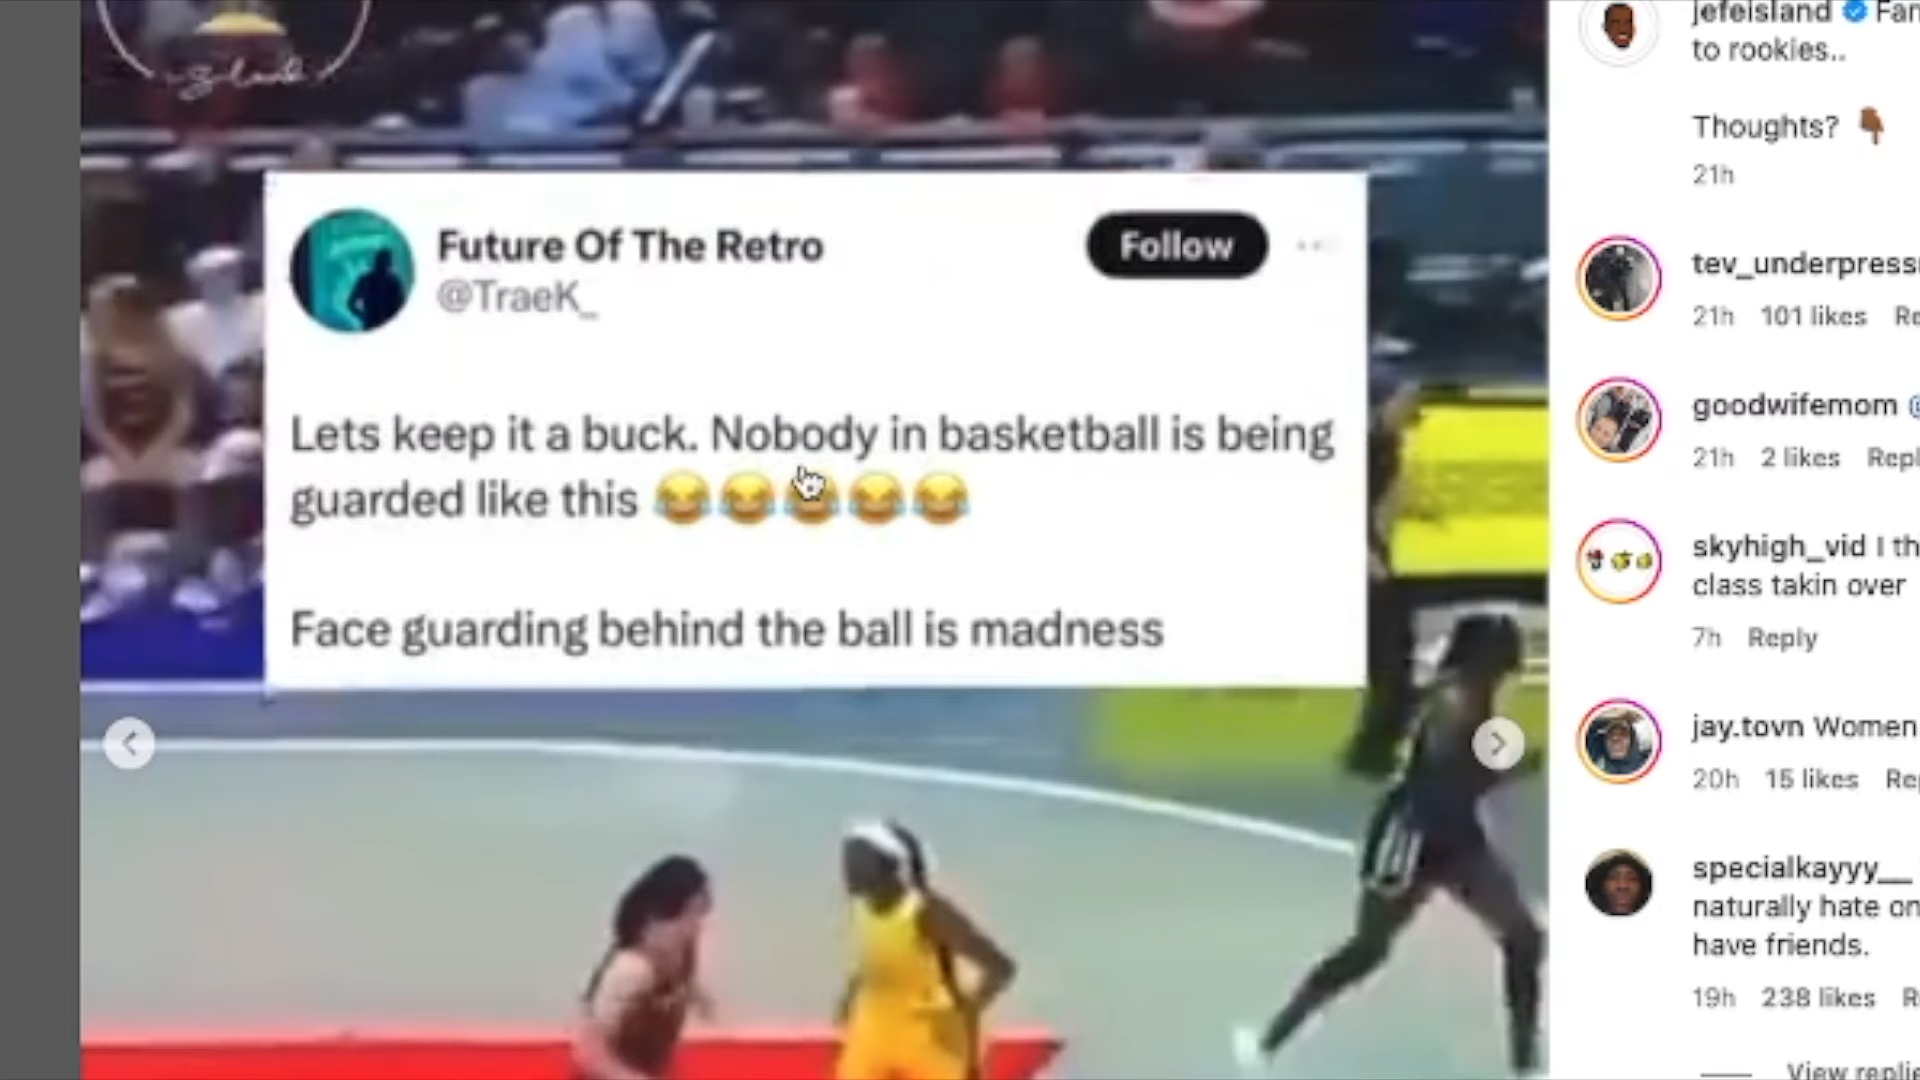 Future Of The Retro
Follow
@TraeK_
Lets keep it a buck. Nobody in basketball is being
guarded like this 😂😂😂😂😂
Face guarding behind the ball is madness
jefeisland
to rookies..
Thoughts? 👇🏾
21h
tev_underpress
21h 101 likes
goodwifemom
21h 2 likes
skyhigh_vid I th
class takin over
7h Reply
jay.tovn Women
20h 15 likes
specialkayyy__
naturally hate on
have friends.
19h 238 likes
View replie